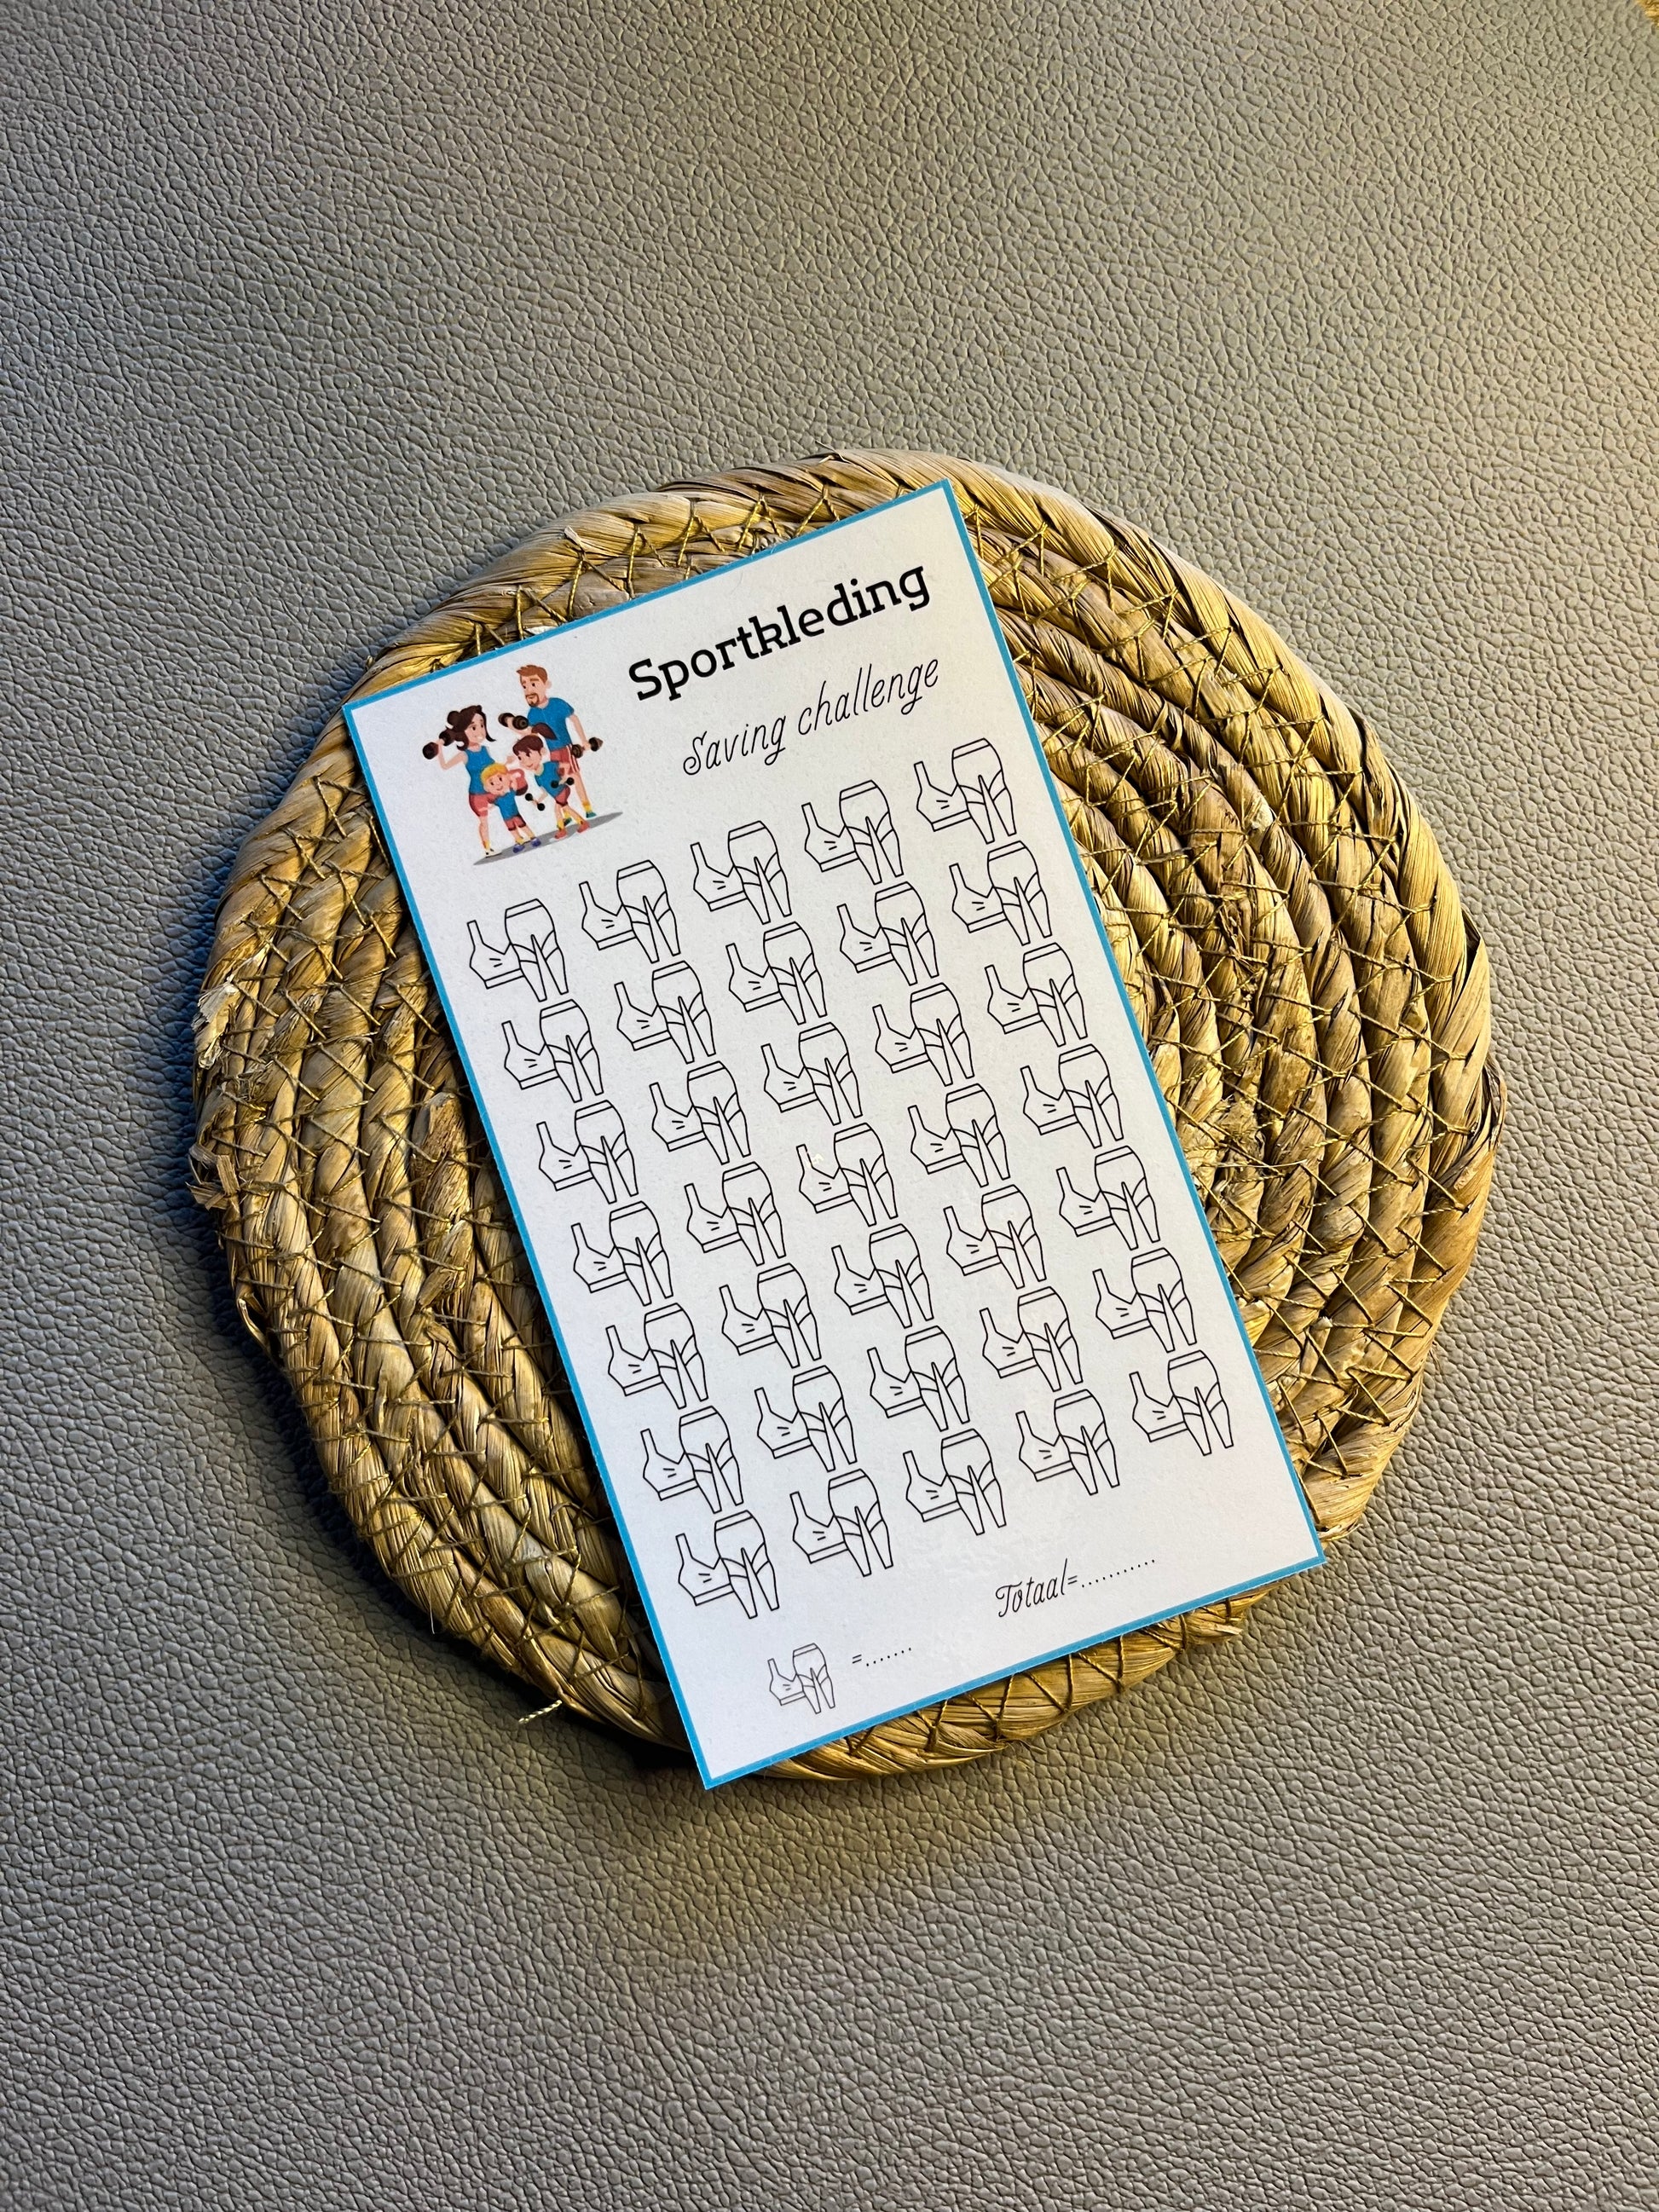 Sportkleding
Saving challenge
Totaal=...........
=.......